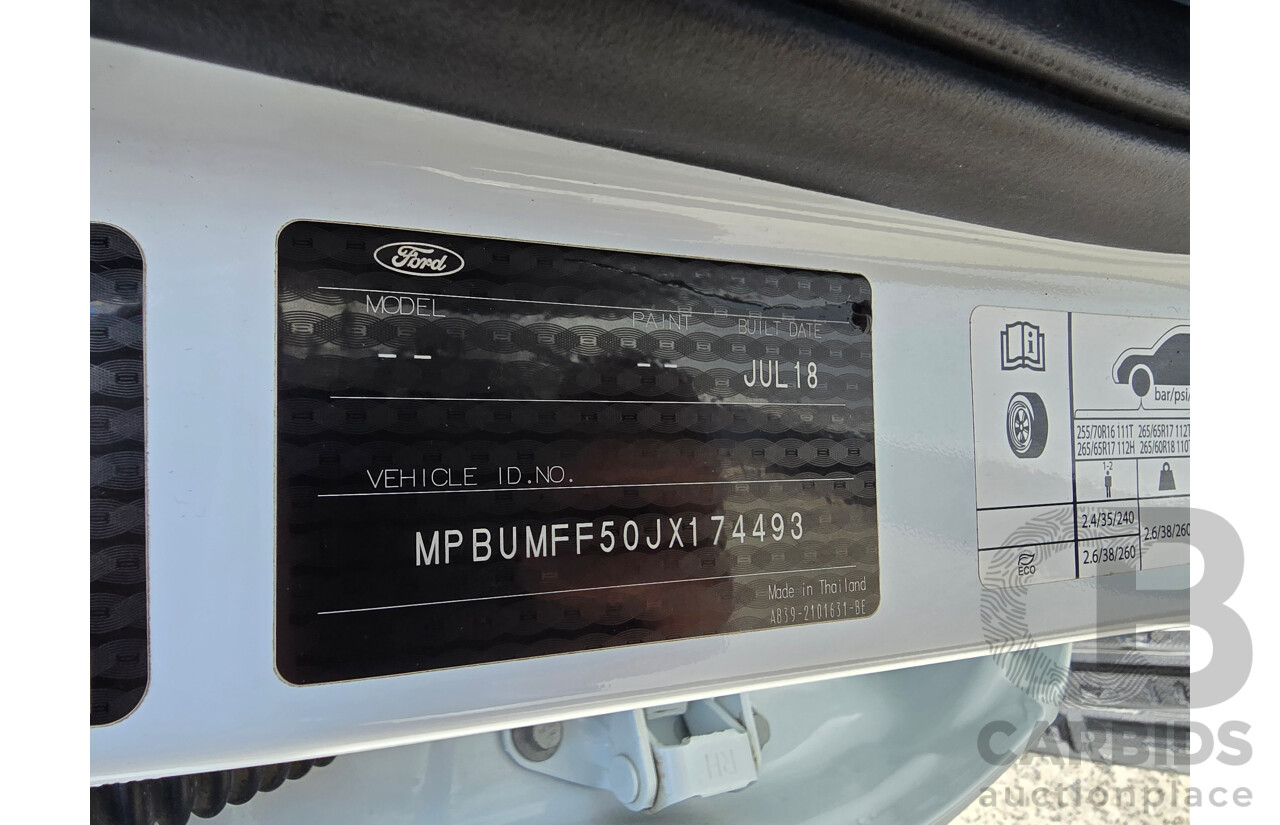 Ford
MODEL PAINT BUILT DATE
-- -- JUL18
VEHICLE ID.NO.
MPBUMFF50JX174493
Made in Thailand
AB39-2101631-BE
bar/psi/
255/70R16 111T 265/65R17 112T
265/65R17 112H 265/60R18 110T
1-2
2.4/35/240
2.6/38/260
ECO 2.6/38/260
RH
CB
CARBIDS
auctionplace